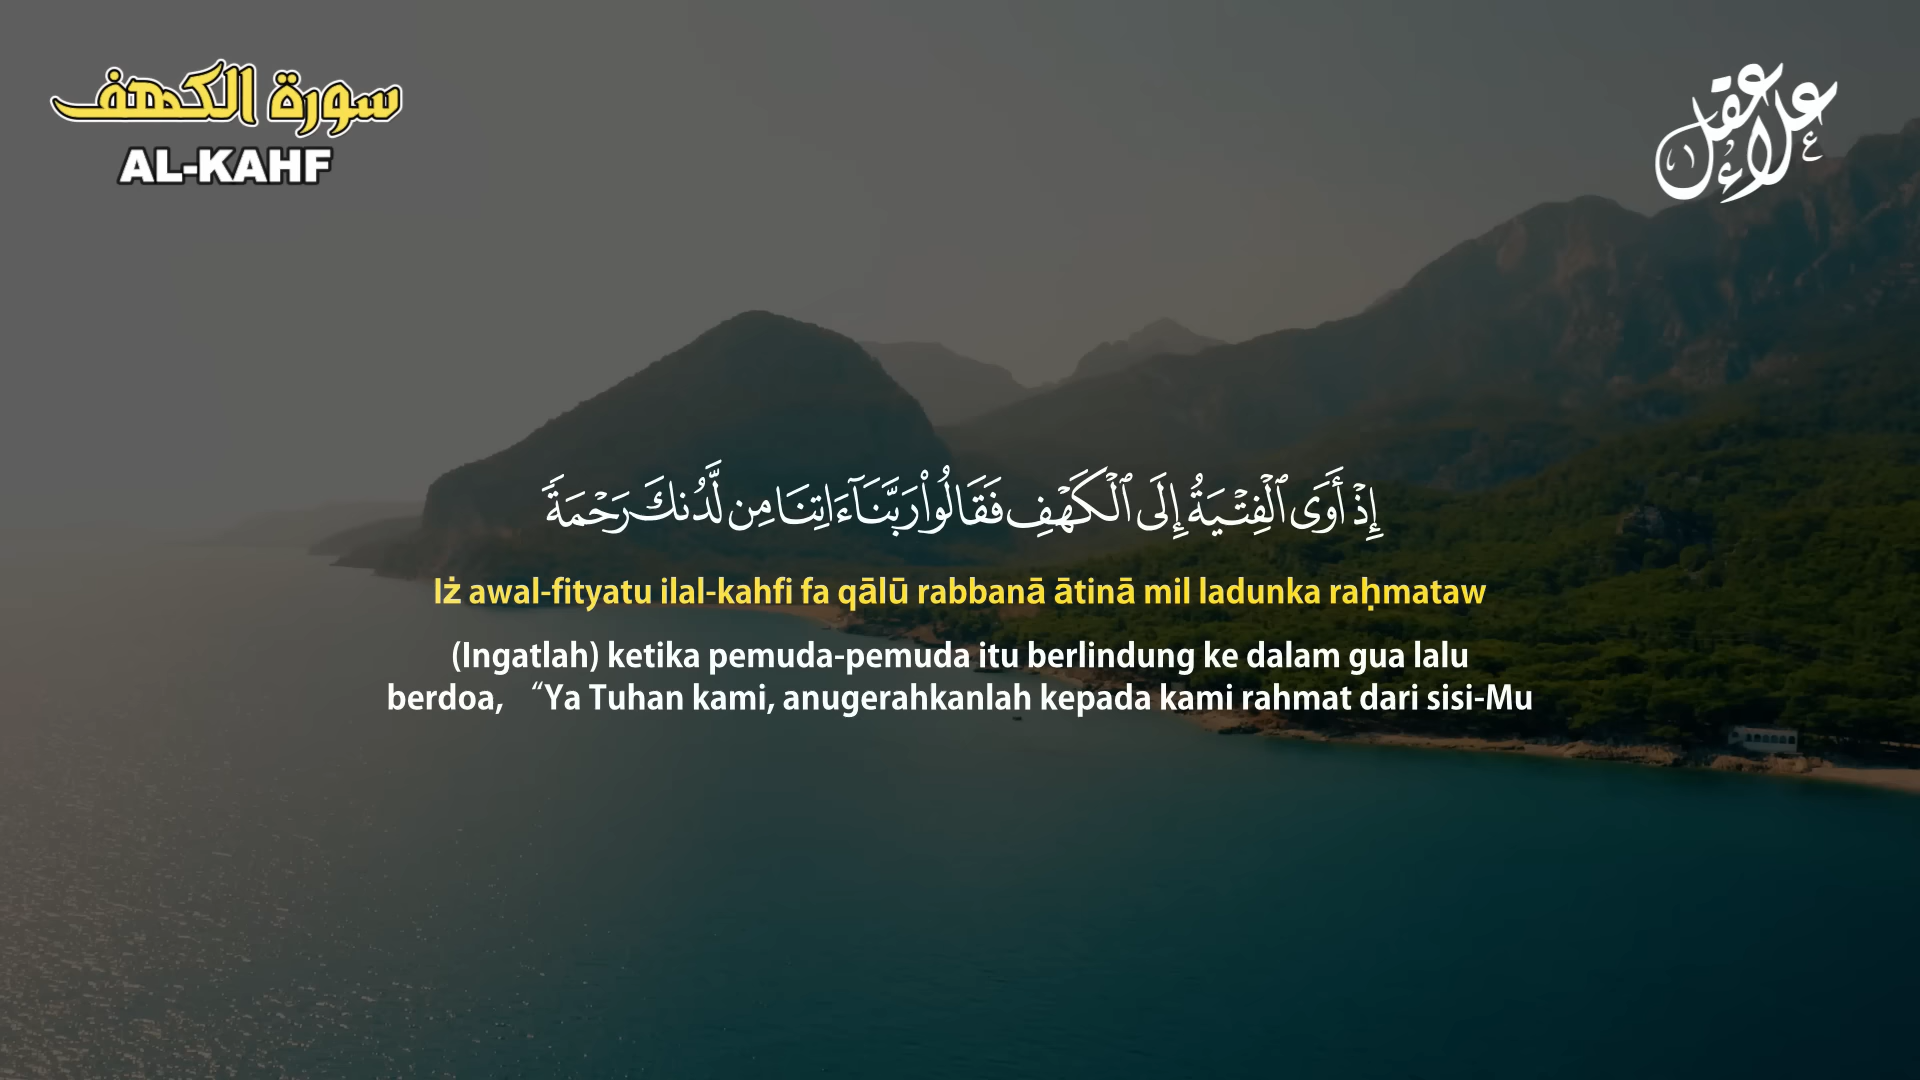 سورة الكهف
AL-KAHF
علاء عقل
إِذْ أَوَى ٱلْفِتْيَةُ إِلَى ٱلْكَهْفِ فَقَالُوا۟ رَبَّنَآ ءَاتِنَا مِن لَّدُنكَ رَحْمَةً
Iż awal-fityatu ilal-kahfi fa qālū rabbanā ātinā mil ladunka raḥmataw
(Ingatlah) ketika pemuda-pemuda itu berlindung ke dalam gua lalu
berdoa, “Ya Tuhan kami, anugerahkanlah kepada kami rahmat dari sisi-Mu